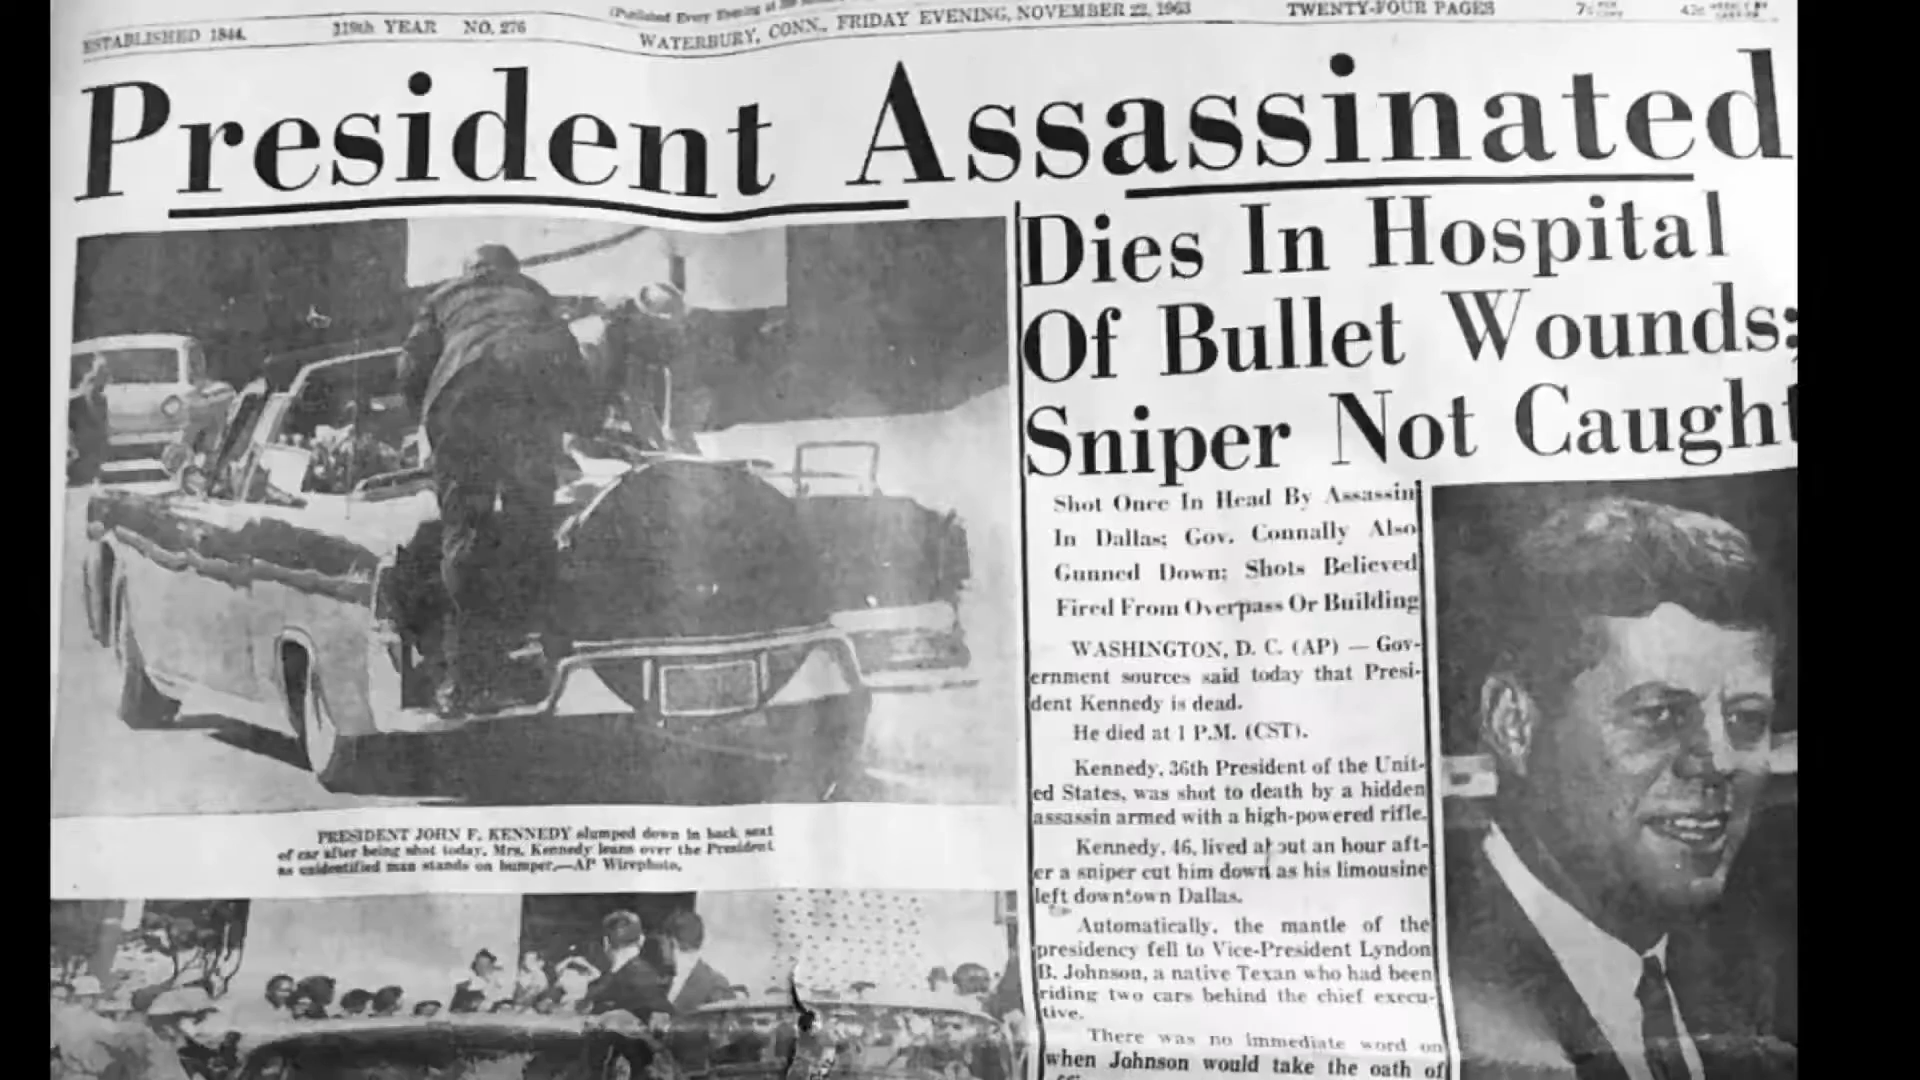 ESTABLISHED 1844.
319th YEAR NO. 276
(Published Every Evening
WATERBURY, CONN., FRIDAY EVENING, NOVEMBER 22, 1963
TWENTY-FOUR PAGES
7c
42c
President Assassinated
Dies In Hospital
Of Bullet Wounds;
Sniper Not Caught
Shot Once In Head By Assassin
In Dallas; Gov. Connally Also
Gunned Down; Shots Believed
Fired From Overpass Or Building
WASHINGTON, D. C. (AP) — Gov-
ernment sources said today that Presi-
dent Kennedy is dead.
He died at 1 P.M. (CST).
Kennedy, 36th President of the Unit-
ed States, was shot to death by a hidden
assassin armed with a high-powered rifle.
Kennedy, 46, lived about an hour aft-
er a sniper cut him down as his limousine
left downtown Dallas.
Automatically, the mantle of the
presidency fell to Vice-President Lyndon
B. Johnson, a native Texan who had been
riding two cars behind the chief execu-
tive.
There was no immediate word on
when Johnson would take the oath of
PRESIDENT JOHN F. KENNEDY slumped down in back seat
of car after being shot today. Mrs. Kennedy leans over the President
as unidentified man stands on bumper.—AP Wirephoto.